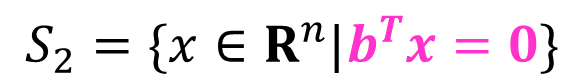 S₂ = {x ∈ Rⁿ|bᵀx = 0}